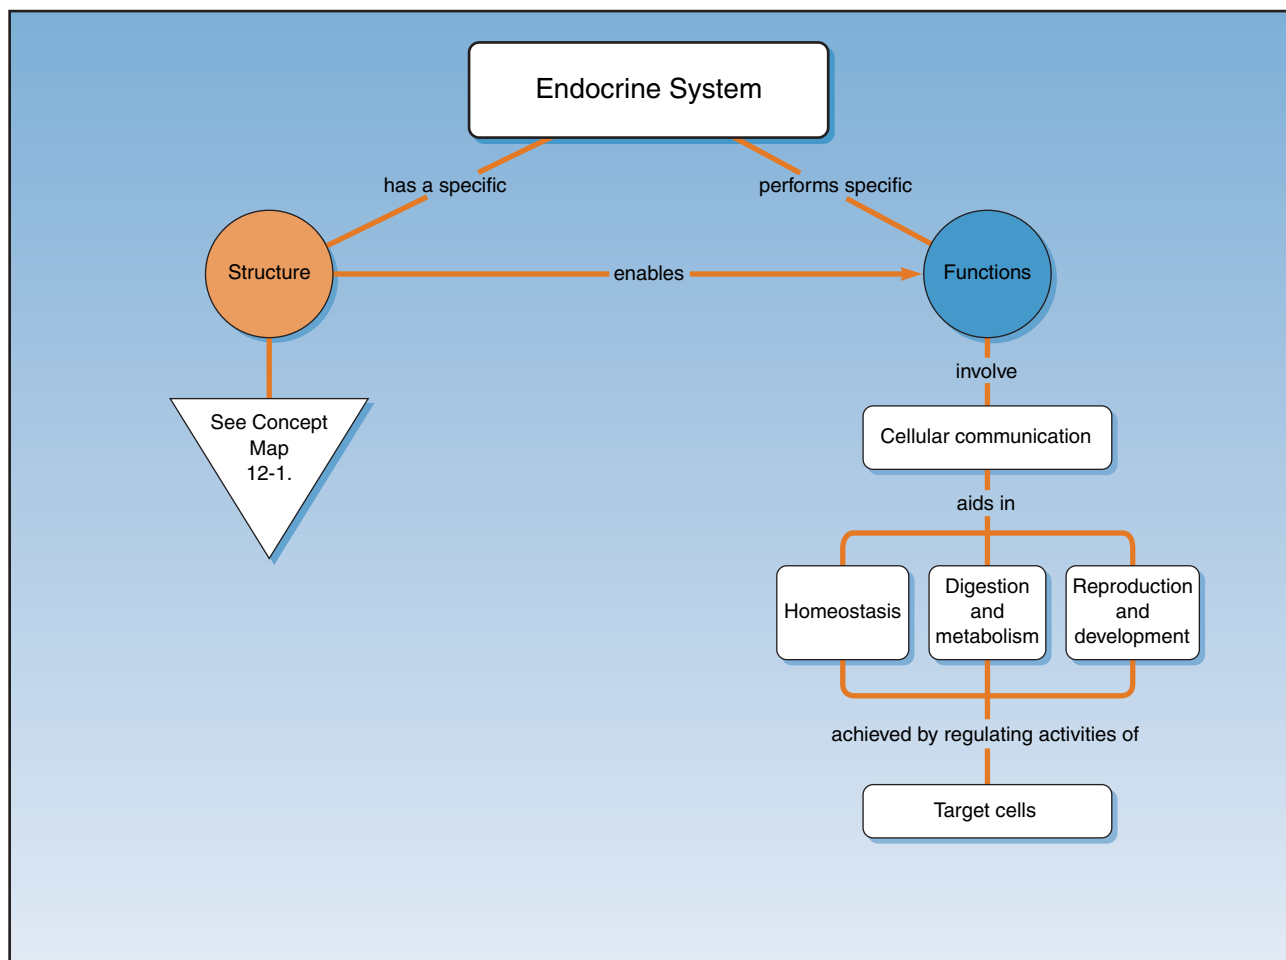 Endocrine System
has a specific
performs specific
Structure
enables
Functions
See Concept
Map
12-1.
involve
Cellular communication
aids in
Homeostasis
Digestion
and
metabolism
Reproduction
and
development
achieved by regulating activities of
Target cells